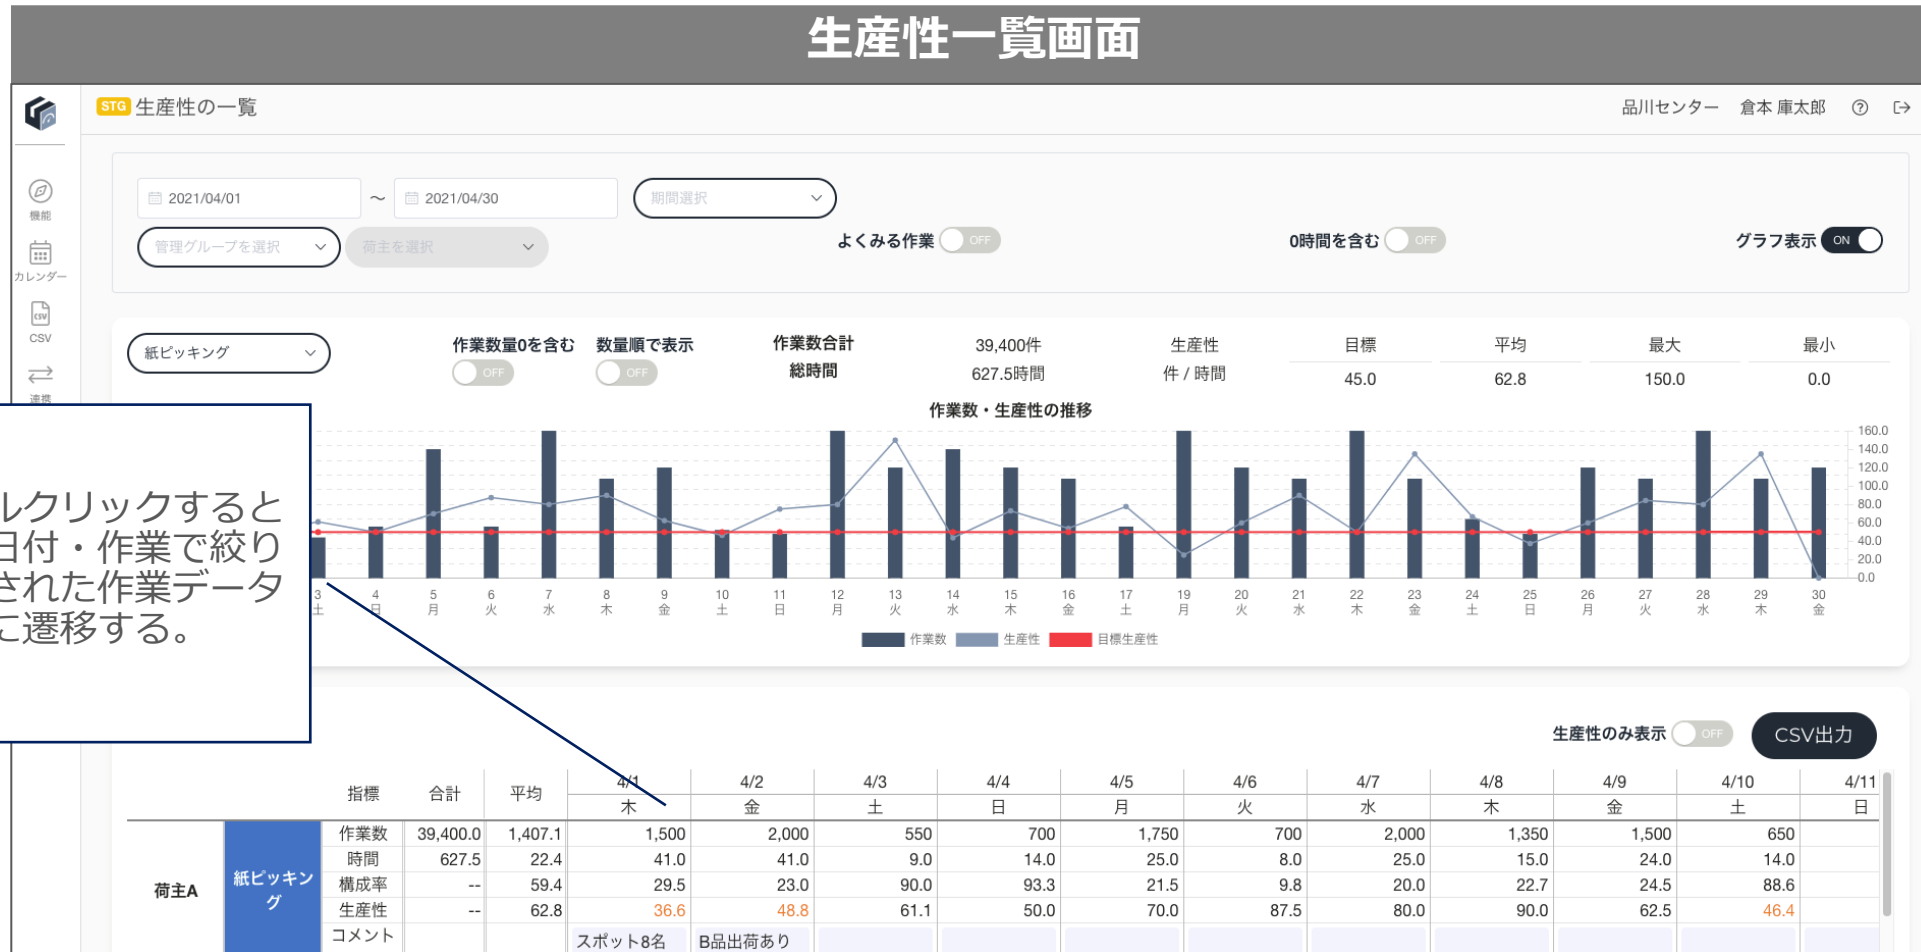 生産性一覧画面
STG 生産性の一覧
品川センター 倉本 庫太郎
機能
カレンダー
CSV
CSV
連携
2021/04/01 〜 2021/04/30 期間選択
管理グループを選択 荷主を選択 よくみる作業 OFF 0時間を含む OFF グラフ表示 ON
紙ピッキング
作業数量0を含む 数量順で表示
OFF OFF
作業数合計 39,400件
総時間 627.5時間
生産性 目標 平均 最大 最小
件 / 時間 45.0 62.8 150.0 0.0
作業数・生産性の推移
160.0
140.0
120.0
100.0
80.0
60.0
40.0
20.0
0.0
3 4 5 6 7 8 9 10 11 12 13 14 15 16 17 19 20 21 22 23 24 25 26 27 28 29 30
土 日 月 火 水 木 金 土 日 月 火 水 木 金 土 月 火 水 木 金 土 日 月 火 水 木 金
作業数 生産性 目標生産性
ルクリックすると
日付・作業で絞り
された作業データ
に遷移する。
生産性のみ表示 OFF CSV出力
指標 合計 平均 4/1 4/2 4/3 4/4 4/5 4/6 4/7 4/8 4/9 4/10 4/11
木 金 土 日 月 火 水 木 金 土 日
荷主A
紙ピッキン
グ
作業数 39,400.0 1,407.1 1,500 2,000 550 700 1,750 700 2,000 1,350 1,500 650
時間 627.5 22.4 41.0 41.0 9.0 14.0 25.0 8.0 25.0 15.0 24.0 14.0
構成率 -- 59.4 29.5 23.0 90.0 93.3 21.5 9.8 20.0 22.7 24.5 88.6
生産性 -- 62.8 36.6 48.8 61.1 50.0 70.0 87.5 80.0 90.0 62.5 46.4
コメント スポット8名 B品出荷あり